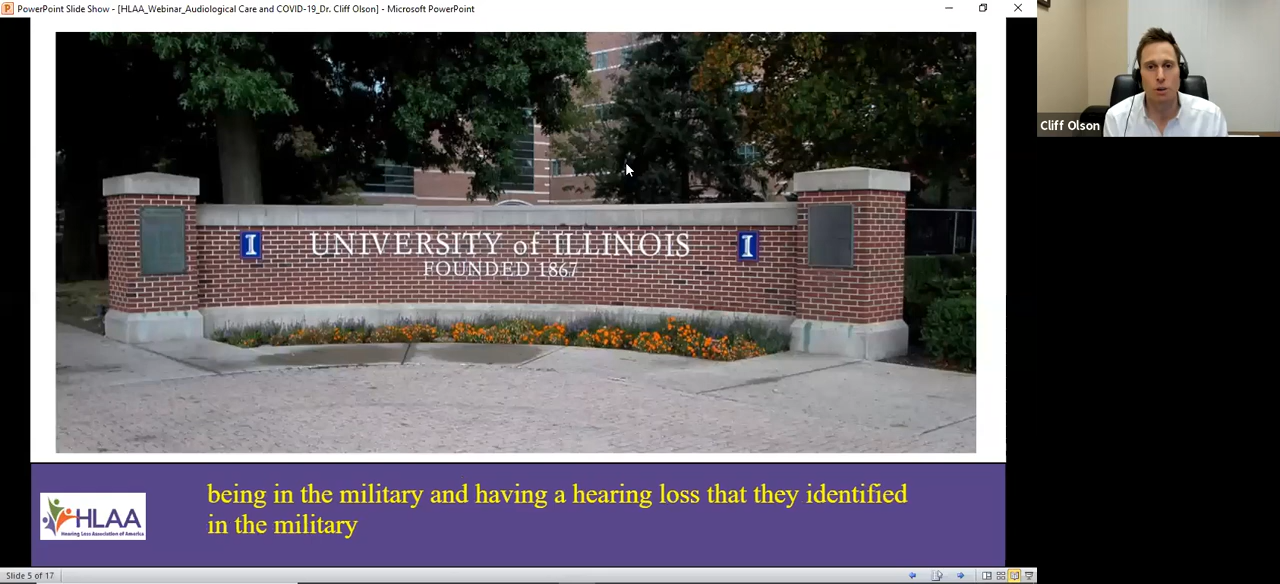 PowerPoint Slide Show - [HLAA_Webinar_Audiological Care and COVID-19_Dr. Cliff Olson] - Microsoft PowerPoint
Cliff Olson
I UNIVERSITY of ILLINOIS I
FOUNDED 1867
being in the military and having a hearing loss that they identified
in the military
HLAA
Hearing Loss Association of America
Slide 5 of 17